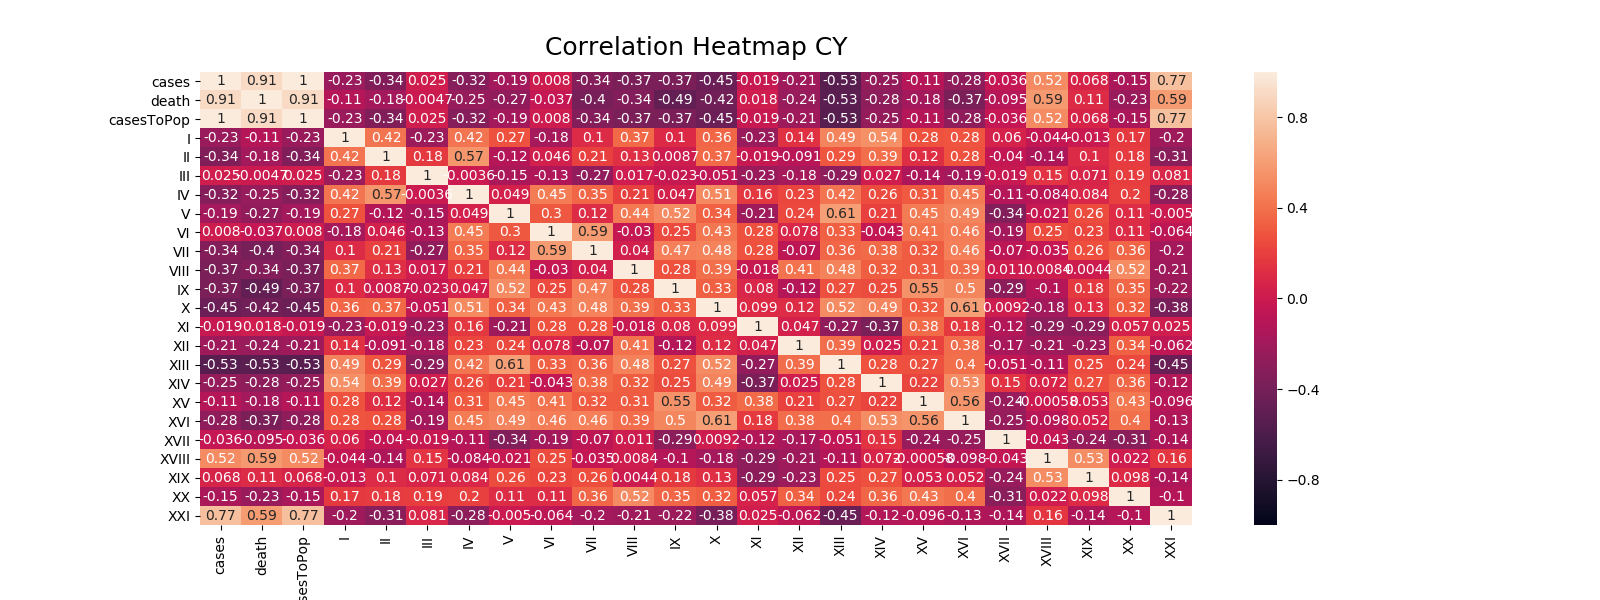 Correlation Heatmap CY
cases 1 0.91 1 -0.23 -0.34 0.025 -0.32 -0.19 0.008 -0.34 -0.37 -0.37 -0.45 -0.019 -0.21 -0.53 -0.25 -0.11 -0.28 -0.036 0.52 0.068 -0.15 0.77
death 0.91 1 0.91 -0.11 -0.18 -0.0047 -0.25 -0.27 -0.037 -0.4 -0.34 -0.49 -0.42 0.018 -0.24 -0.53 -0.28 -0.18 -0.37 -0.095 0.59 0.11 -0.23 0.59
casesToPop 1 0.91 1 -0.23 -0.34 0.025 -0.32 -0.19 0.008 -0.34 -0.37 -0.37 -0.45 -0.019 -0.21 -0.53 -0.25 -0.11 -0.28 -0.036 0.52 0.068 -0.15 0.77
I -0.23 -0.11 -0.23 1 0.42 -0.23 0.42 0.27 -0.18 0.1 0.37 0.1 0.36 -0.23 0.14 0.49 0.54 0.28 0.28 0.06 -0.044 -0.013 0.17 -0.2
II -0.34 -0.18 -0.34 0.42 1 0.18 0.57 -0.12 0.046 0.21 0.13 0.0087 0.37 -0.019 -0.091 0.29 0.39 0.12 0.28 -0.04 -0.14 0.1 0.18 -0.31
III 0.025 -0.0047 0.025 -0.23 0.18 1 -0.0036 -0.15 -0.13 -0.27 0.017 -0.023 -0.051 -0.23 -0.18 -0.29 0.027 -0.14 -0.19 -0.019 0.15 0.071 0.19 0.081
IV -0.32 -0.25 -0.32 0.42 0.57 -0.0036 1 0.049 0.45 0.35 0.21 0.047 0.51 0.16 0.23 0.42 0.26 0.31 0.45 -0.11 -0.084 0.084 0.2 -0.28
V -0.19 -0.27 -0.19 0.27 -0.12 -0.15 0.049 1 0.3 0.12 0.44 0.52 0.34 -0.21 0.24 0.61 0.21 0.45 0.49 -0.34 -0.021 0.26 0.11 -0.005
VI 0.008 -0.037 0.008 -0.18 0.046 -0.13 0.45 0.3 1 0.59 -0.03 0.25 0.43 0.28 0.078 0.33 -0.043 0.41 0.46 -0.19 0.25 0.23 0.11 -0.064
VII -0.34 -0.4 -0.34 0.1 0.21 -0.27 0.35 0.12 0.59 1 0.04 0.47 0.48 0.28 -0.07 0.36 0.38 0.32 0.46 -0.07 -0.035 0.26 0.36 -0.2
VIII -0.37 -0.34 -0.37 0.37 0.13 0.017 0.21 0.44 -0.03 0.04 1 0.28 0.39 -0.018 0.41 0.48 0.32 0.31 0.39 0.011 0.0084 0.0044 0.52 -0.21
IX -0.37 -0.49 -0.37 0.1 0.0087 -0.023 0.047 0.52 0.25 0.47 0.28 1 0.33 0.08 -0.12 0.27 0.25 0.55 0.5 -0.29 -0.1 0.18 0.35 -0.22
X -0.45 -0.42 -0.45 0.36 0.37 -0.051 0.51 0.34 0.43 0.48 0.39 0.33 1 0.099 0.12 0.52 0.49 0.32 0.61 0.0092 -0.18 0.13 0.32 -0.38
XI -0.019 0.018 -0.019 -0.23 -0.019 -0.23 0.16 -0.21 0.28 0.28 -0.018 0.08 0.099 1 0.047 -0.27 -0.37 0.38 0.18 -0.12 -0.29 -0.29 0.057 0.025
XII -0.21 -0.24 -0.21 0.14 -0.091 -0.18 0.23 0.24 0.078 -0.07 0.41 -0.12 0.12 0.047 1 0.39 0.025 0.21 0.38 -0.17 -0.21 -0.23 0.34 -0.062
XIII -0.53 -0.53 -0.53 0.49 0.29 -0.29 0.42 0.61 0.33 0.36 0.48 0.27 0.52 -0.27 0.39 1 0.28 0.27 0.4 -0.051 -0.11 0.25 0.24 -0.45
XIV -0.25 -0.28 -0.25 0.54 0.39 0.027 0.26 0.21 -0.043 0.38 0.32 0.25 0.49 -0.37 0.025 0.28 1 0.22 0.53 0.15 0.072 0.27 0.36 -0.12
XV -0.11 -0.18 -0.11 0.28 0.12 -0.14 0.31 0.45 0.41 0.32 0.31 0.55 0.32 0.38 0.21 0.27 0.22 1 0.56 -0.24 -0.00058 0.053 0.43 -0.096
XVI -0.28 -0.37 -0.28 0.28 0.28 -0.19 0.45 0.49 0.46 0.46 0.39 0.5 0.61 0.18 0.38 0.4 0.53 0.56 1 -0.25 -0.098 0.052 0.4 -0.13
XVII -0.036 -0.095 -0.036 0.06 -0.04 -0.019 -0.11 -0.34 -0.19 -0.07 0.011 -0.29 0.0092 -0.12 -0.17 -0.051 0.15 -0.24 -0.25 1 -0.043 -0.24 -0.31 -0.14
XVIII 0.52 0.59 0.52 -0.044 -0.14 0.15 -0.084 -0.021 0.25 -0.035 0.0084 -0.1 -0.18 -0.29 -0.21 -0.11 0.072 -0.00058 -0.098 -0.043 1 0.53 0.022 0.16
XIX 0.068 0.11 0.068 -0.013 0.1 0.071 0.084 0.26 0.23 0.26 0.0044 0.18 0.13 -0.29 -0.23 0.25 0.27 0.053 0.052 -0.24 0.53 1 0.098 -0.14
XX -0.15 -0.23 -0.15 0.17 0.18 0.19 0.2 0.11 0.11 0.36 0.52 0.35 0.32 0.057 0.34 0.24 0.36 0.43 0.4 -0.31 0.022 0.098 1 -0.1
XXI 0.77 0.59 0.77 -0.2 -0.31 0.081 -0.28 -0.005 -0.064 -0.2 -0.21 -0.22 -0.38 0.025 -0.062 -0.45 -0.12 -0.096 -0.13 -0.14 0.16 -0.14 -0.1 1
cases death sesToPop I II III IV V VI VII VIII IX X XI XII XIII XIV XV XVI XVII XVIII XIX XX XXI
0.8
0.4
0.0
−0.4
−0.8